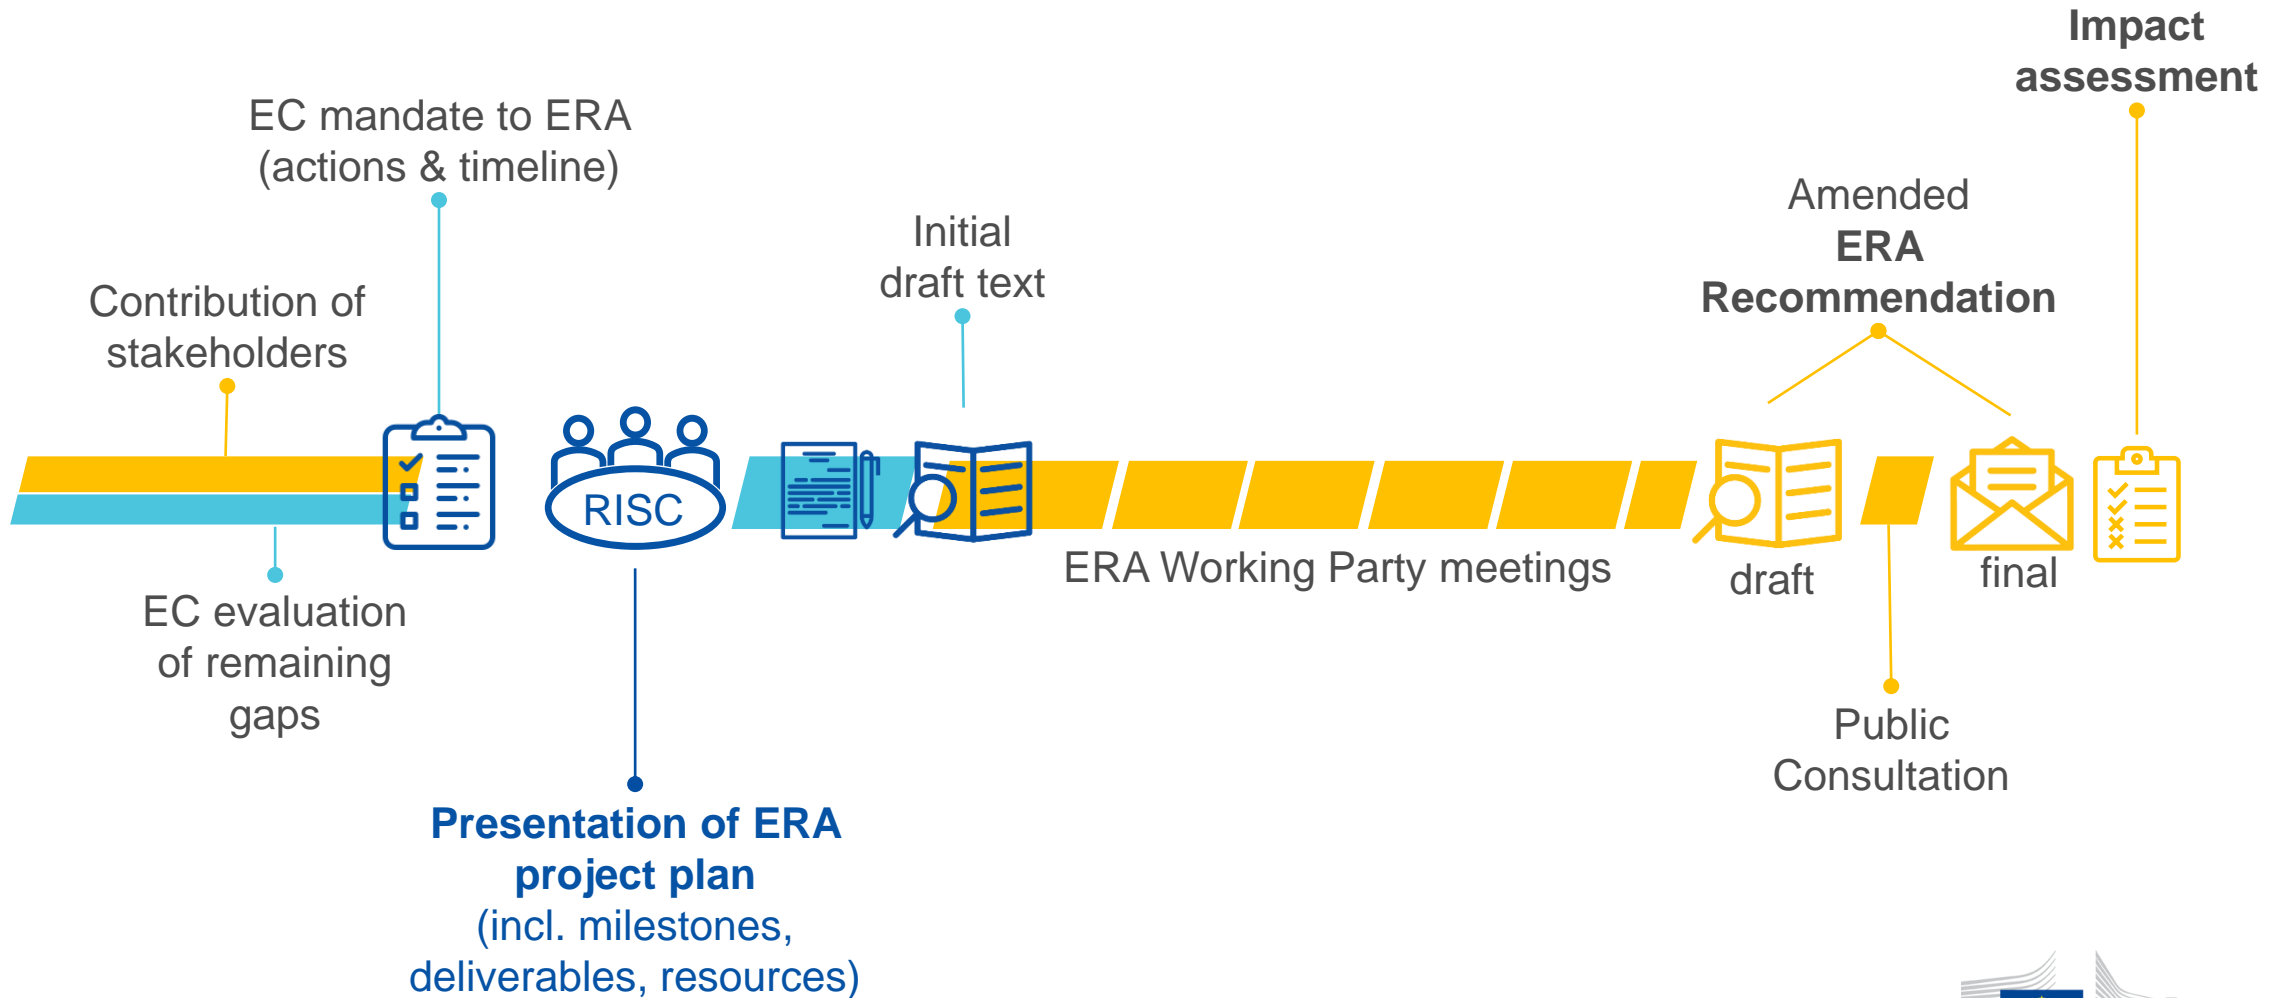 Impact
assessment
EC mandate to ERA
(actions & timeline)
Amended
ERA
Recommendation
Initial
draft text
Contribution of
stakeholders
RISC
ERA Working Party meetings
draft
final
EC evaluation
of remaining
gaps
Public
Consultation
Presentation of ERA
project plan
(incl. milestones,
deliverables, resources)